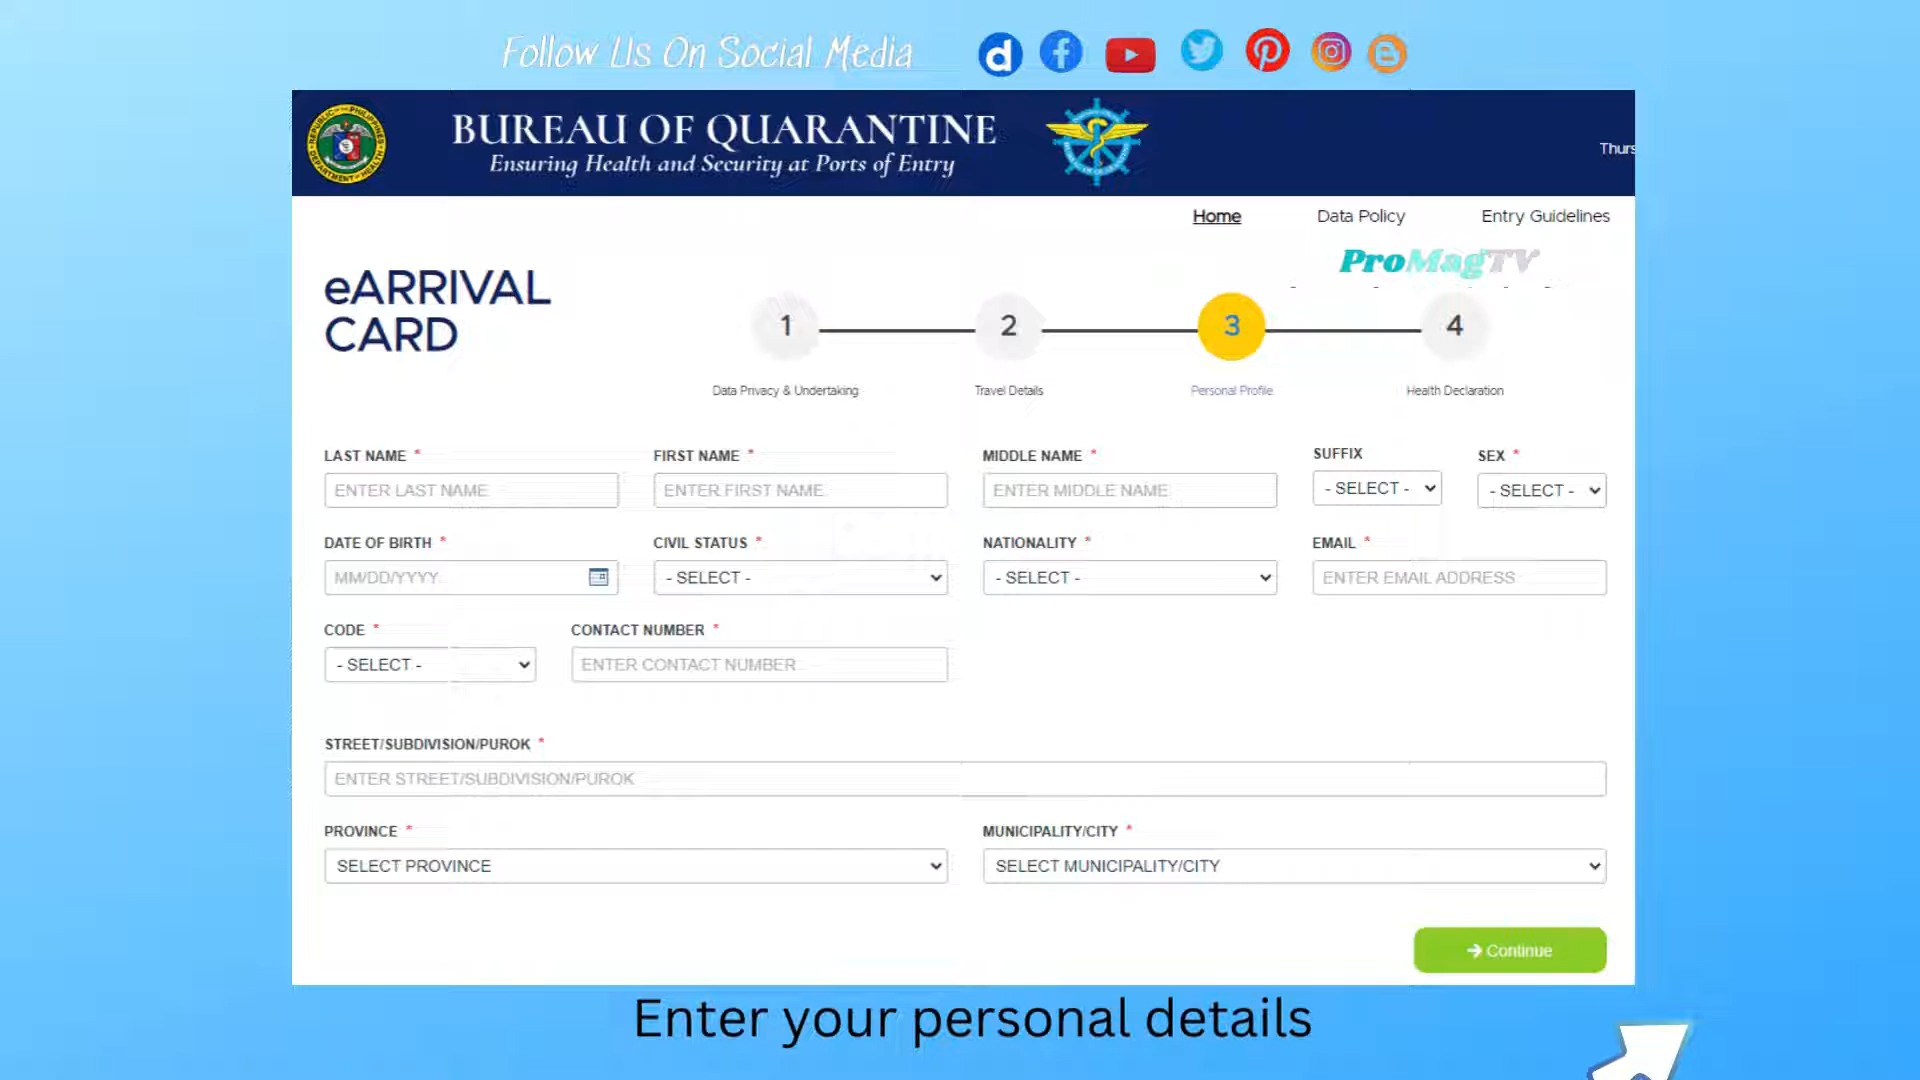 Follow Us On Social Media
BUREAU OF QUARANTINE
Ensuring Health and Security at Ports of Entry
Thurs
Home Data Policy Entry Guidelines
ProMagTV
eARRIVAL
CARD
1 2 3 4
Data Privacy & Undertaking Travel Details Personal Profile Health Declaration
LAST NAME * FIRST NAME * MIDDLE NAME * SUFFIX SEX *
ENTER LAST NAME ENTER FIRST NAME ENTER MIDDLE NAME - SELECT - - SELECT -
DATE OF BIRTH * CIVIL STATUS * NATIONALITY * EMAIL *
MM/DD/YYYY - SELECT - - SELECT - ENTER EMAIL ADDRESS
CODE * CONTACT NUMBER *
- SELECT - ENTER CONTACT NUMBER
STREET/SUBDIVISION/PUROK *
ENTER STREET/SUBDIVISION/PUROK
PROVINCE * MUNICIPALITY/CITY *
SELECT PROVINCE SELECT MUNICIPALITY/CITY
Continue
Enter your personal details